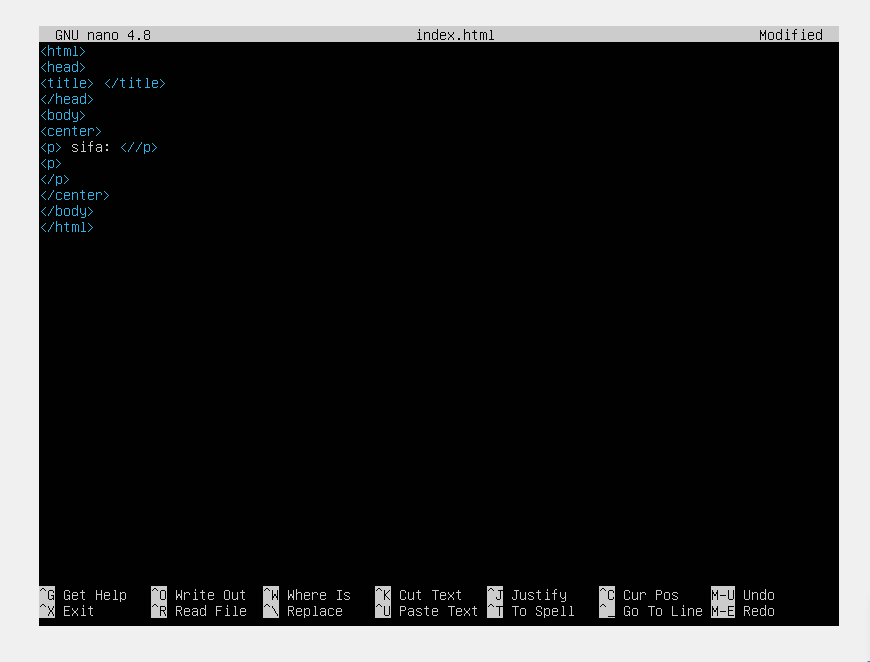 GNU nano 4.8 index.html Modified
<html>
<head>
<title> </title>
</head>
<body>
<center>
<p> sifa: <//p>
<p>
</p>
</center>
</body>
</html>
^G Get Help ^O Write Out ^W Where Is ^K Cut Text ^J Justify ^C Cur Pos M-U Undo
^X Exit ^R Read File ^\ Replace ^U Paste Text ^T To Spell ^_ Go To Line M-E Redo